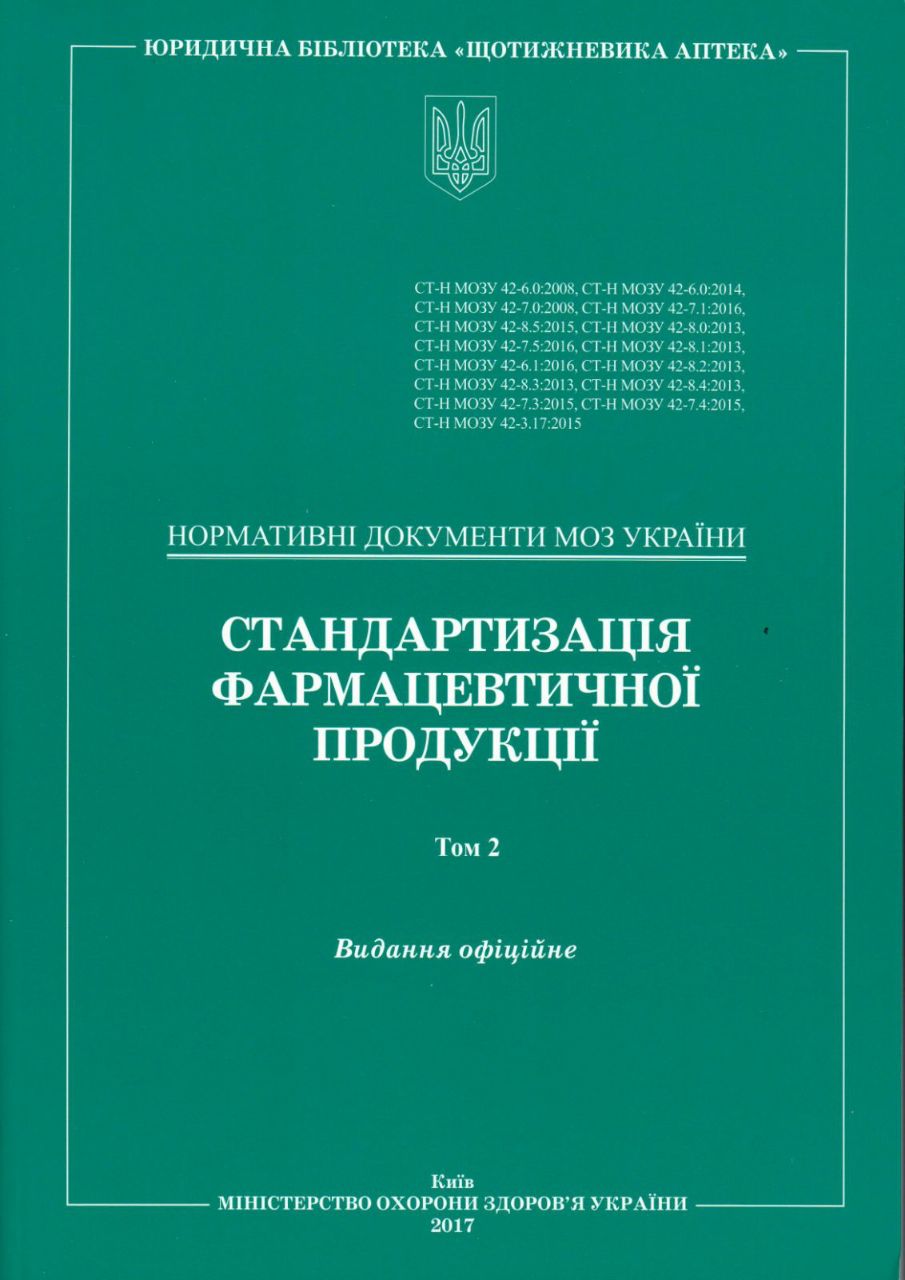 ЮРИДИЧНА БІБЛІОТЕКА «ЩОТИЖНЕВИКА АПТЕКА»
СТ-Н МОЗУ 42-6.0:2008, СТ-Н МОЗУ 42-6.0:2014,
СТ-Н МОЗУ 42-7.0:2008, СТ-Н МОЗУ 42-7.1:2016,
СТ-Н МОЗУ 42-8.5:2015, СТ-Н МОЗУ 42-8.0:2013,
СТ-Н МОЗУ 42-7.5:2016, СТ-Н МОЗУ 42-8.1:2013,
СТ-Н МОЗУ 42-6.1:2016, СТ-Н МОЗУ 42-8.2:2013,
СТ-Н МОЗУ 42-8.3:2013, СТ-Н МОЗУ 42-8.4:2013,
СТ-Н МОЗУ 42-7.3:2015, СТ-Н МОЗУ 42-7.4:2015,
СТ-Н МОЗУ 42-3.17:2015
НОРМАТИВНІ ДОКУМЕНТИ МОЗ УКРАЇНИ
СТАНДАРТИЗАЦІЯ
ФАРМАЦЕВТИЧНОЇ
ПРОДУКЦІЇ
Том 2
Видання офіційне
Київ
МІНІСТЕРСТВО ОХОРОНИ ЗДОРОВ'Я УКРАЇНИ
2017